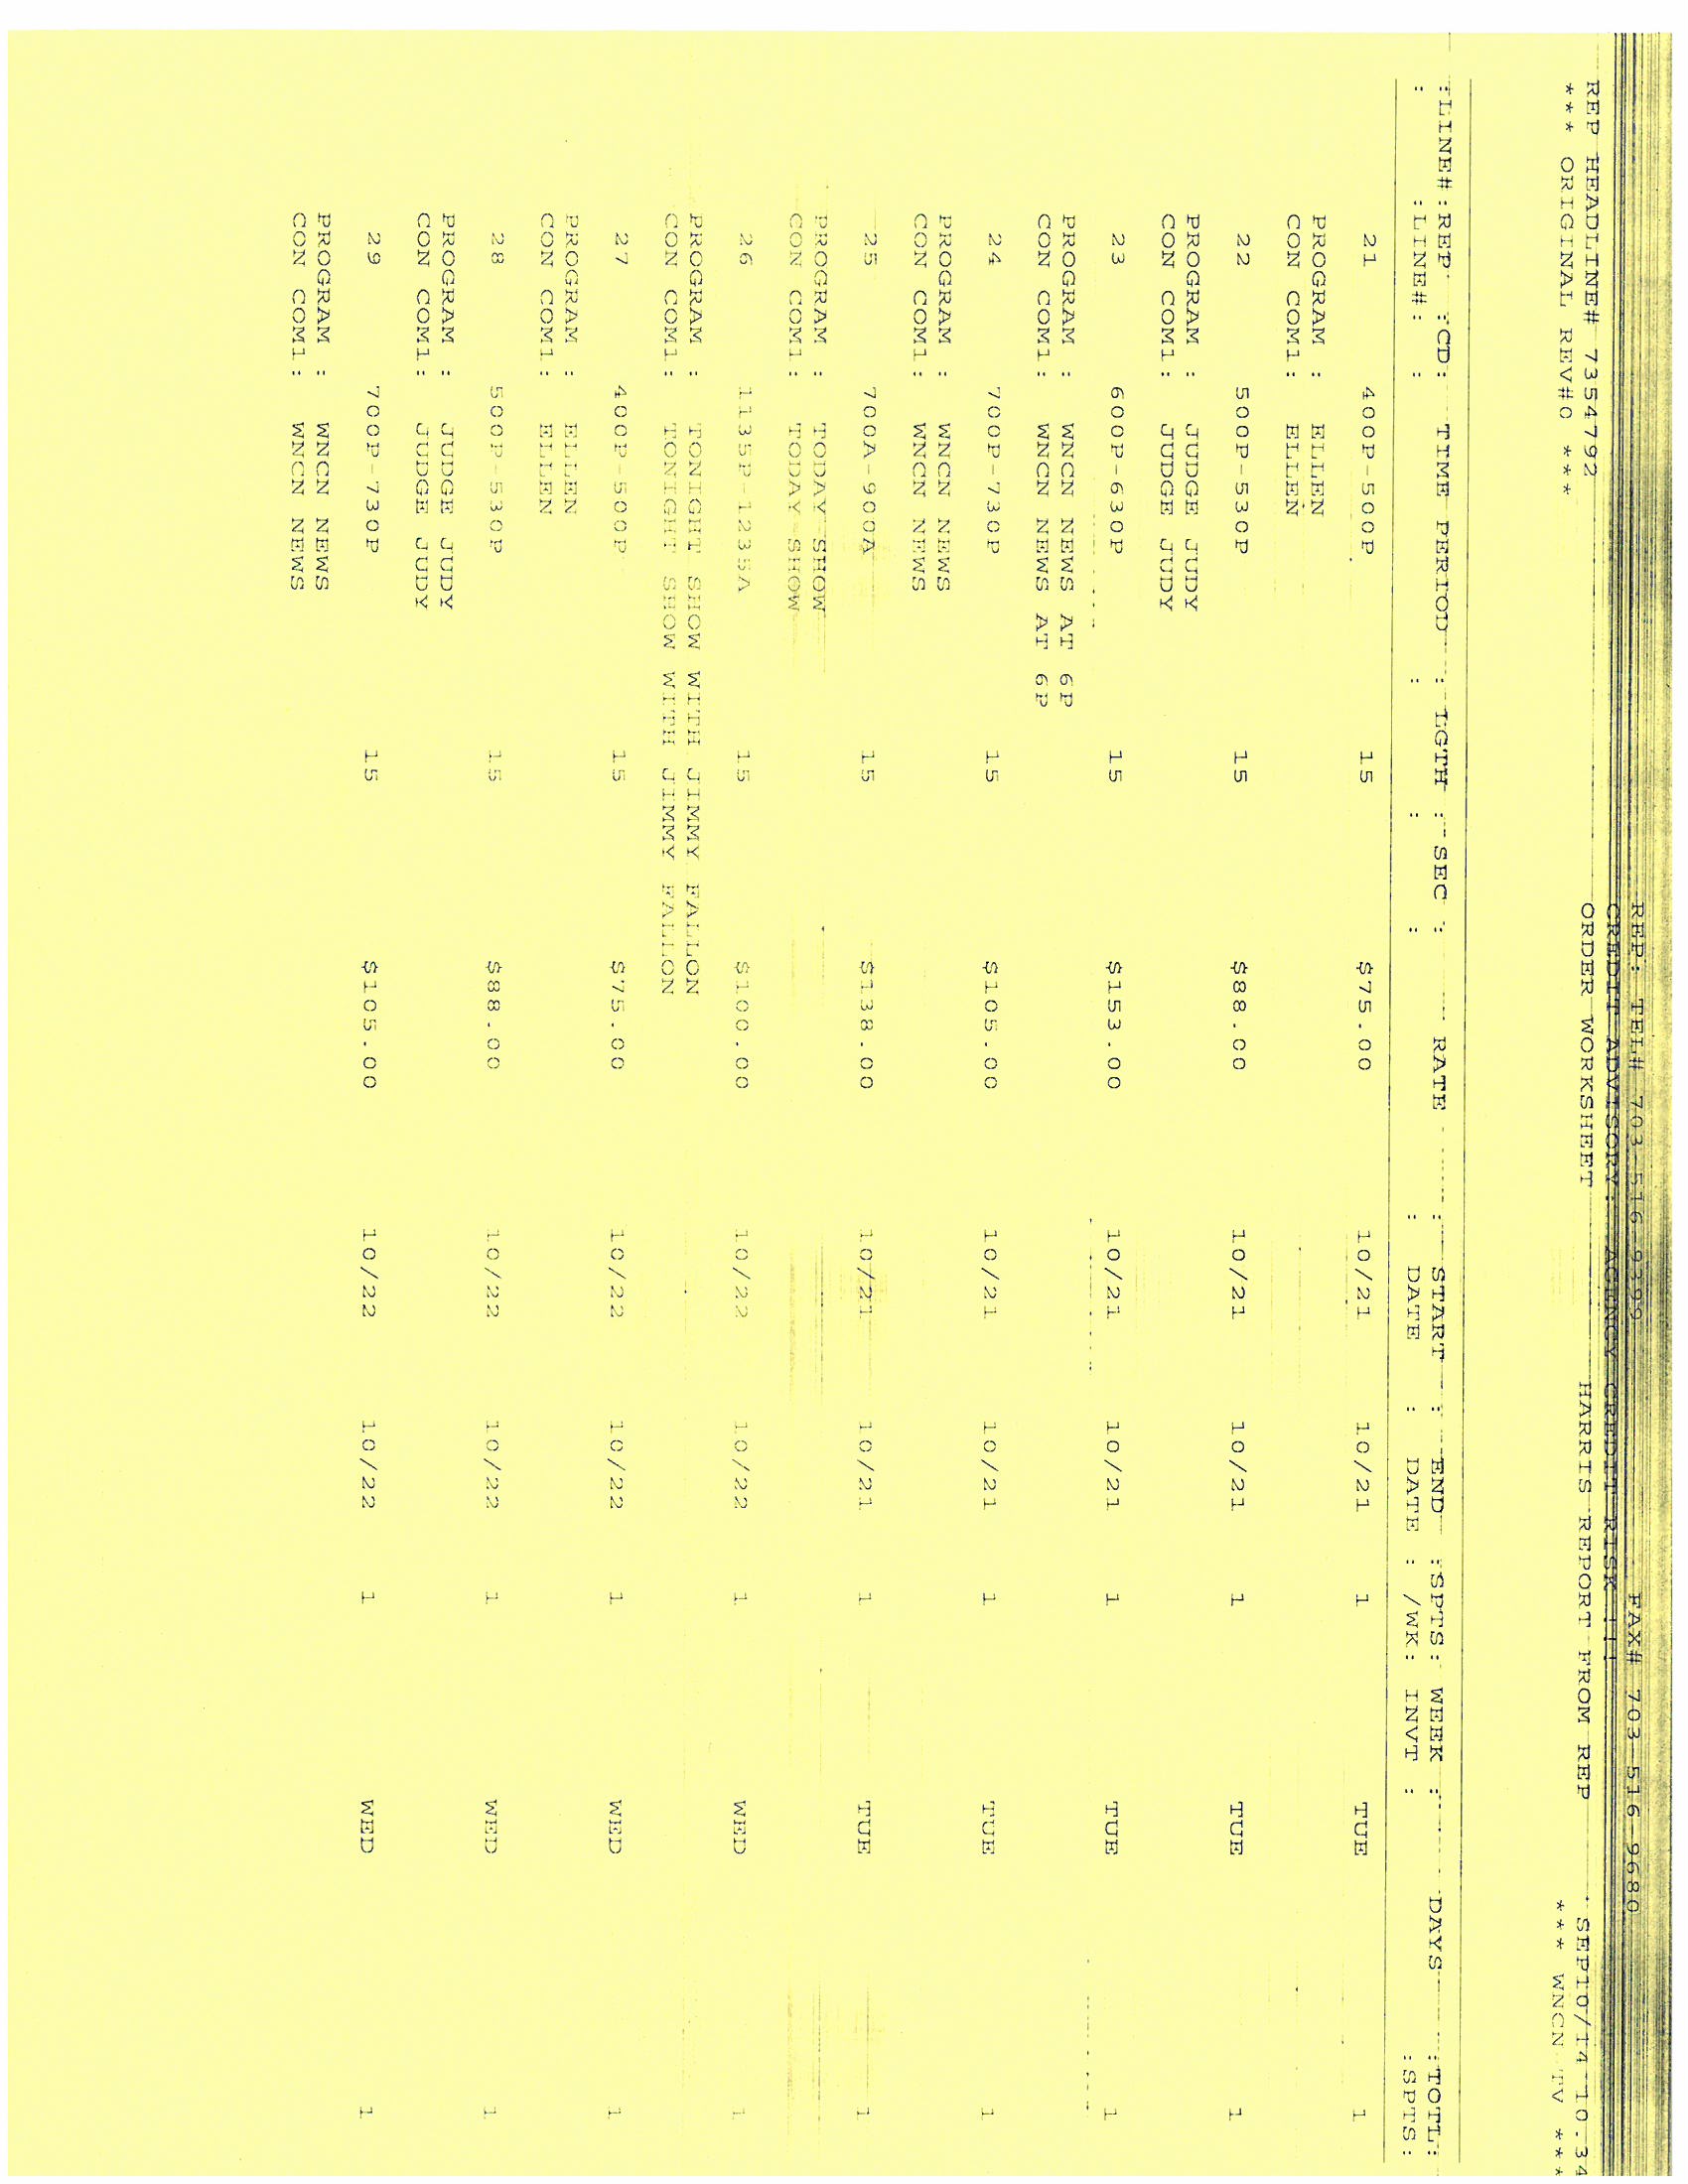 REP: TEL# 703-516-9399 FAX# 703-516-9680
CREDIT ADVISORY: AGENCY CREDIT RISK
REP HEADLINE# 7354792 ORDER WORKSHEET HARRIS REPORT FROM REP SEP10/14 10.34
*** ORIGINAL REV#0 *** *** WNCN TV ***
:LINE#:REP :CD: TIME PERIOD : LGTH : SEC : RATE : START : END :SPTS: WEEK : DAYS :TOTL:
: :LINE#: : : : : : DATE : DATE : /WK: INVT : :SPTS:
21 400P-500P 15 $75.00 10/21 10/21 1 TUE 1
PROGRAM : ELLEN
CON COM1: ELLEN
22 500P-530P 15 $88.00 10/21 10/21 1 TUE 1
PROGRAM : JUDGE JUDY
CON COM1: JUDGE JUDY
23 600P-630P 15 $153.00 10/21 10/21 1 TUE 1
PROGRAM : WNCN NEWS AT 6P
CON COM1: WNCN NEWS AT 6P
24 700P-730P 15 $105.00 10/21 10/21 1 TUE 1
PROGRAM : WNCN NEWS
CON COM1: WNCN NEWS
25 700A-900A 15 $138.00 10/21 10/21 1 TUE 1
PROGRAM : TODAY SHOW
CON COM1: TODAY SHOW
26 1135P-1235A 15 $100.00 10/22 10/22 1 WED 1
PROGRAM : TONIGHT SHOW WITH JIMMY FALLON
CON COM1: TONIGHT SHOW WITH JIMMY FALLON
27 400P-500P 15 $75.00 10/22 10/22 1 WED 1
PROGRAM : ELLEN
CON COM1: ELLEN
28 500P-530P 15 $88.00 10/22 10/22 1 WED 1
PROGRAM : JUDGE JUDY
CON COM1: JUDGE JUDY
29 700P-730P 15 $105.00 10/22 10/22 1 WED 1
PROGRAM : WNCN NEWS
CON COM1: WNCN NEWS